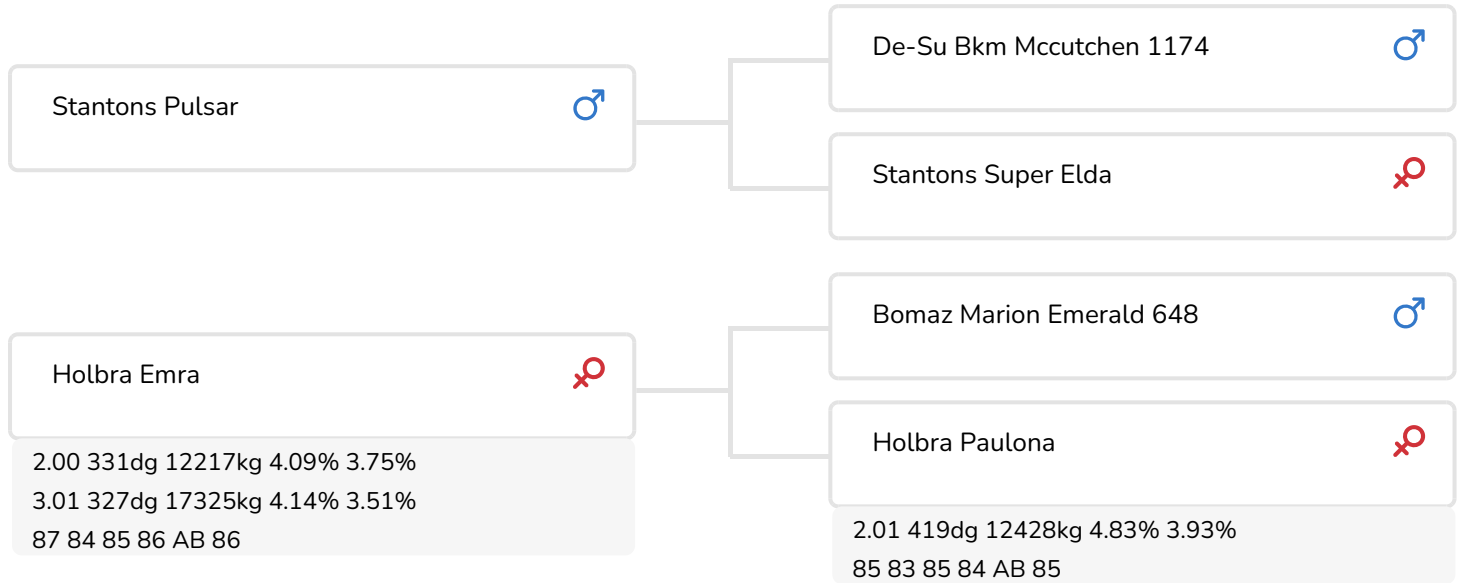 Stantons Pulsar
De-Su Bkm Mccutchen 1174
Stantons Super Elda
Holbra Emra
2.00 331dg 12217kg 4.09% 3.75%
3.01 327dg 17325kg 4.14% 3.51%
87 84 85 86 AB 86
Bomaz Marion Emerald 648
Holbra Paulona
2.01 419dg 12428kg 4.83% 3.93%
85 83 85 84 AB 85